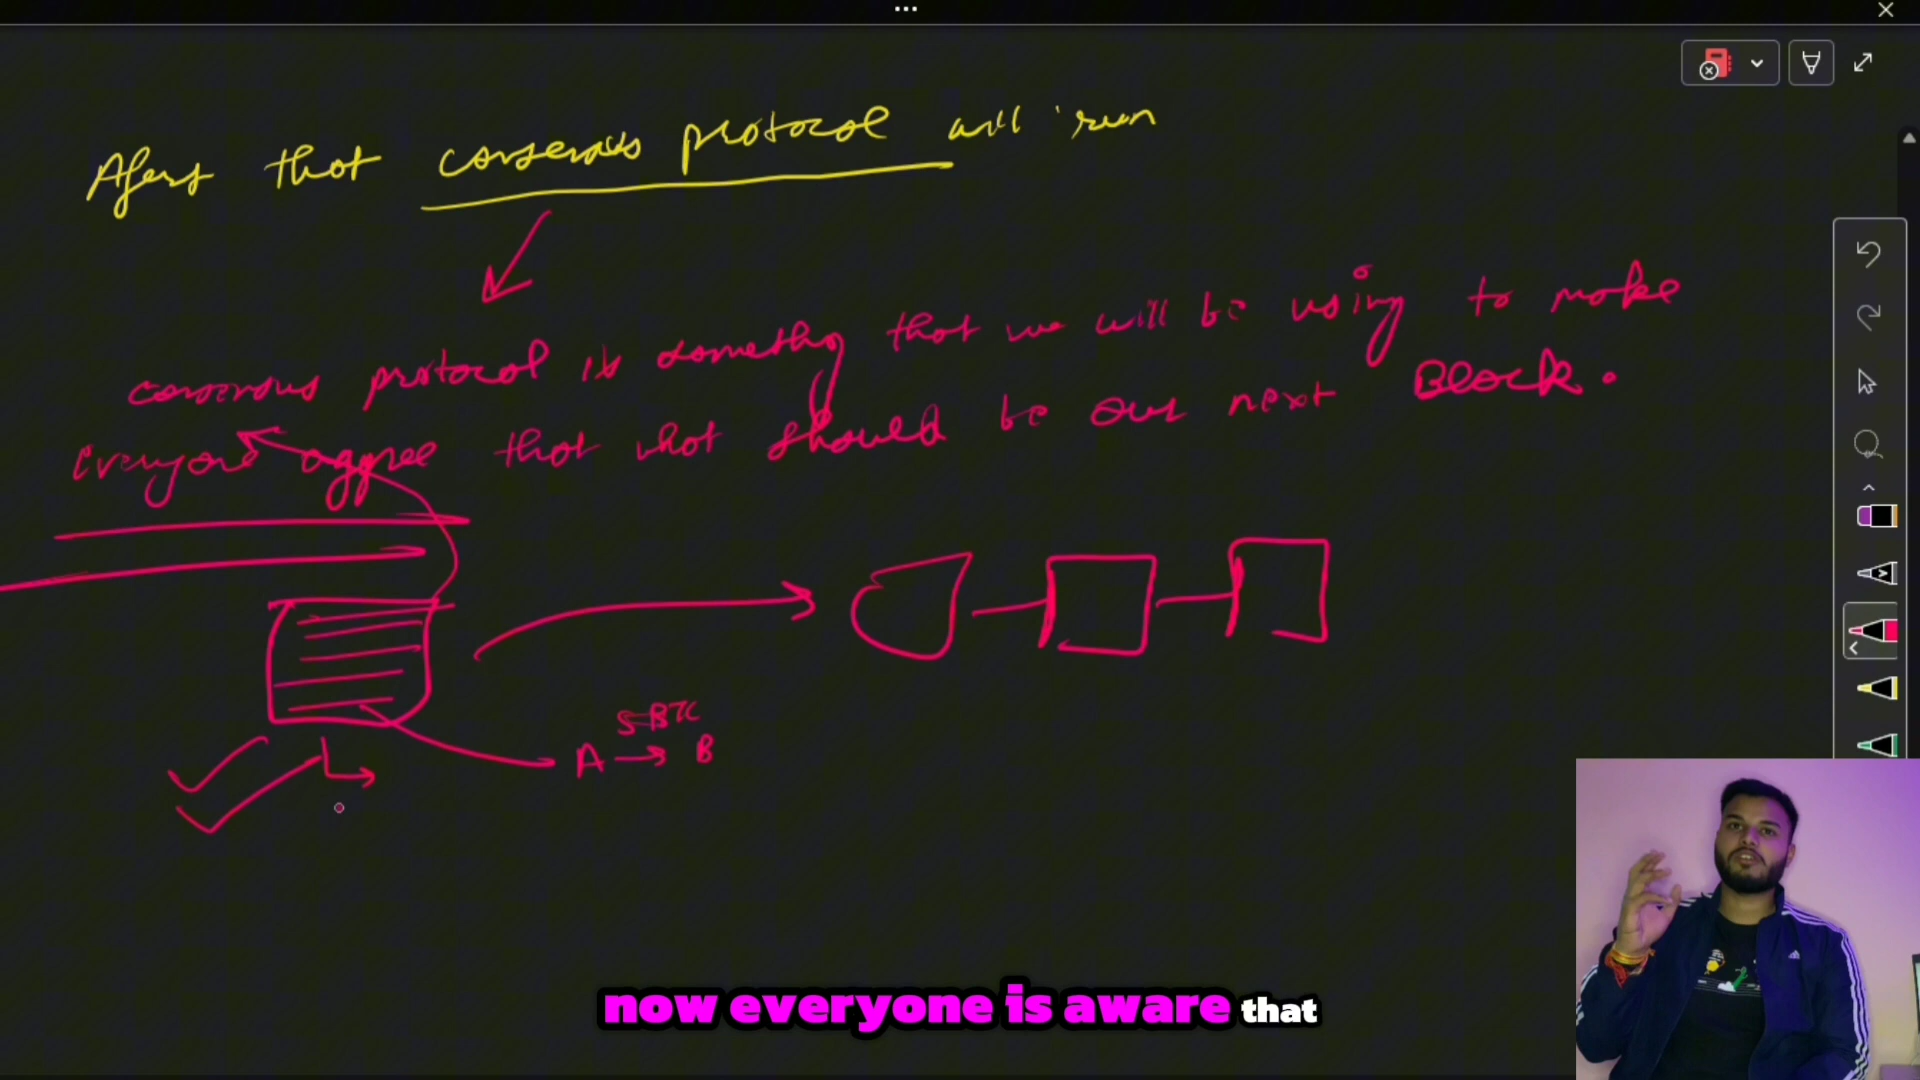 After that consensus protocol will run
consensus protocol is something that we will be using to make
everyone aggree that what should be our next Block.
5-BTC
A → B
now everyone is aware that